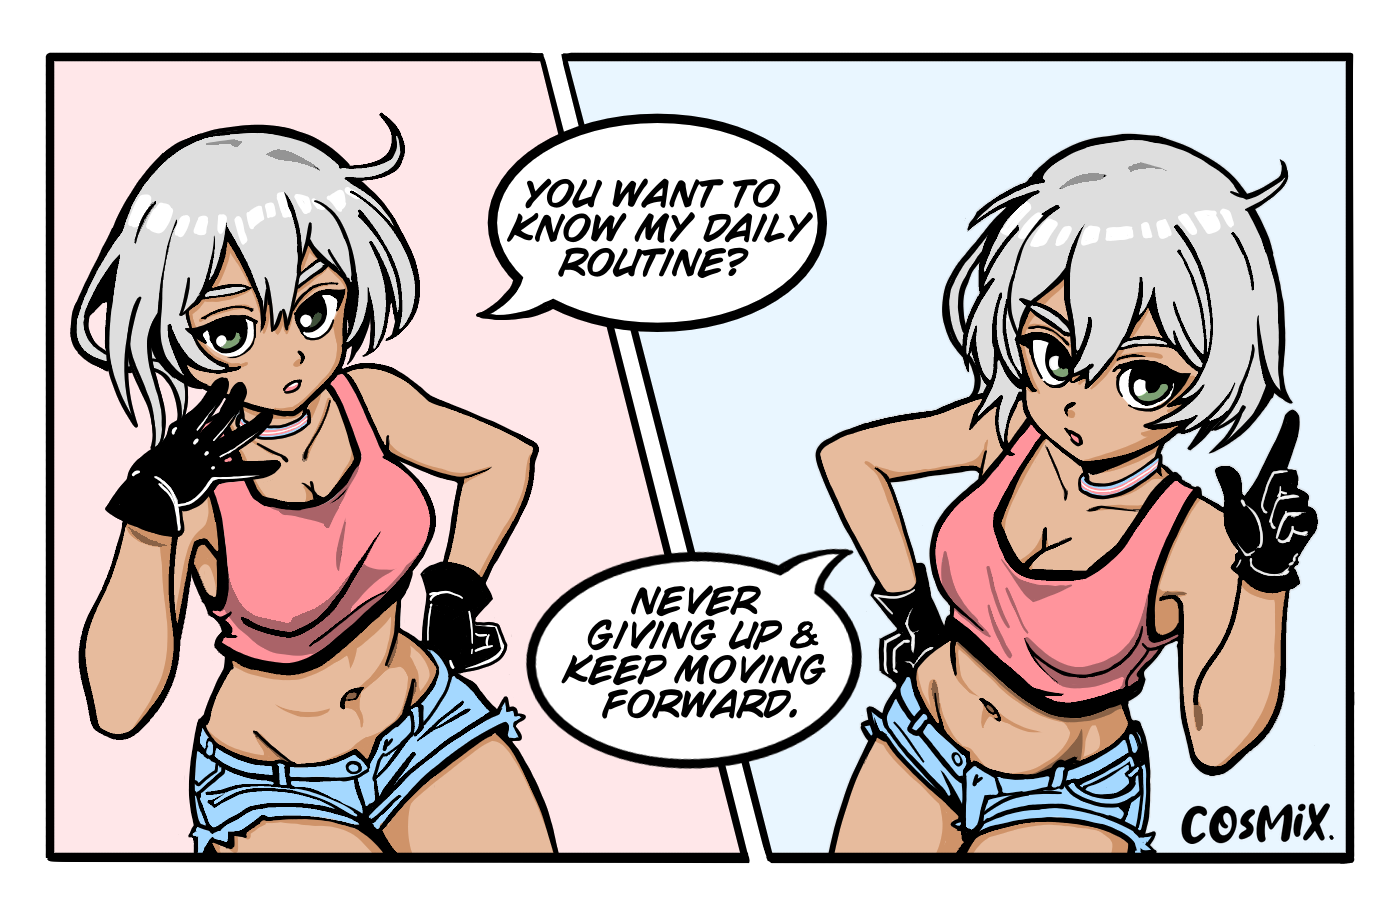 YOU WANT TO
KNOW MY DAILY
ROUTINE?
NEVER
GIVING UP &
KEEP MOVING
FORWARD.
COSMiX.